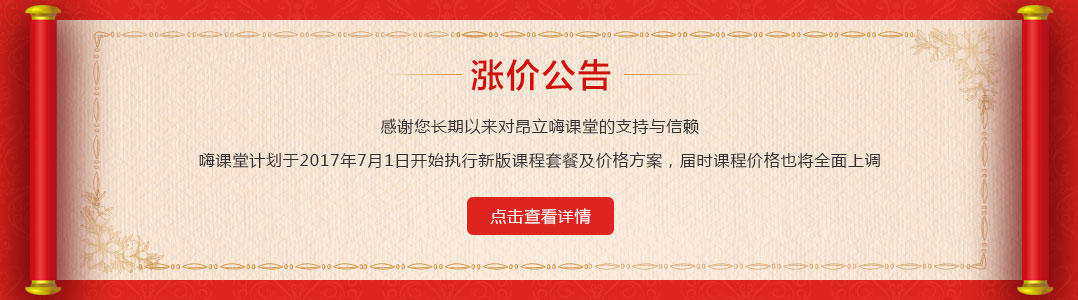 涨价公告
感谢您长期以来对昂立嗨课堂的支持与信赖
嗨课堂计划于2017年7月1日开始执行新版课程套餐及价格方案，届时课程价格也将全面上调
点击查看详情